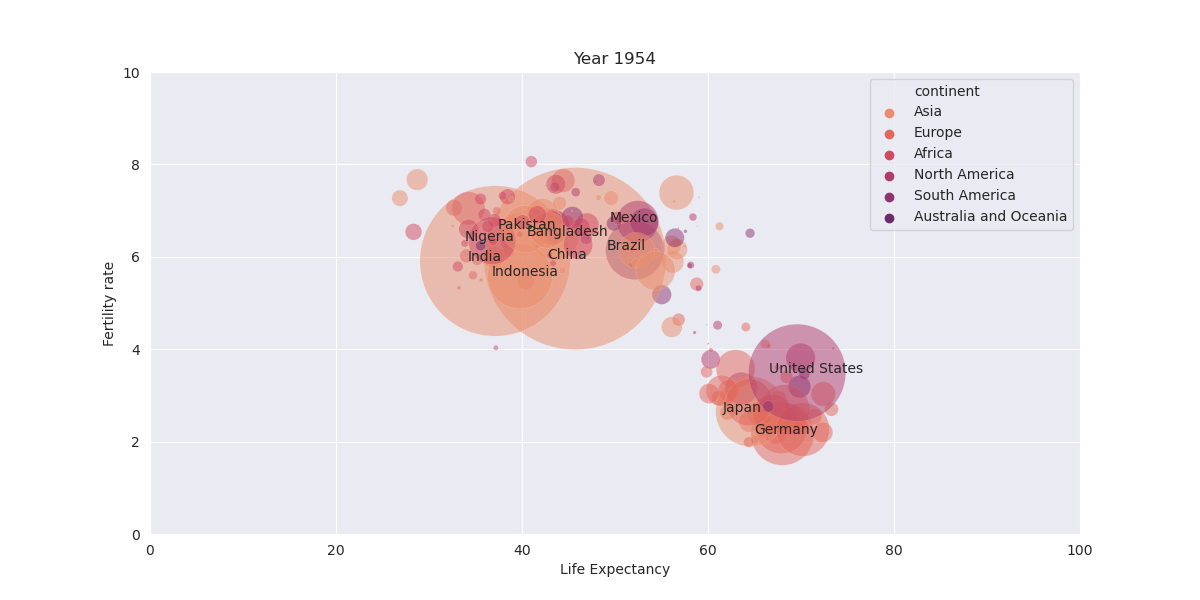 Year 1954
10
8
6
4
2
0
Fertility rate
0 20 40 60 80 100
Life Expectancy
continent
Asia
Europe
Africa
North America
South America
Australia and Oceania
Mexico
Pakistan
Bangladesh
Nigeria
Brazil
India
China
Indonesia
United States
Japan
Germany